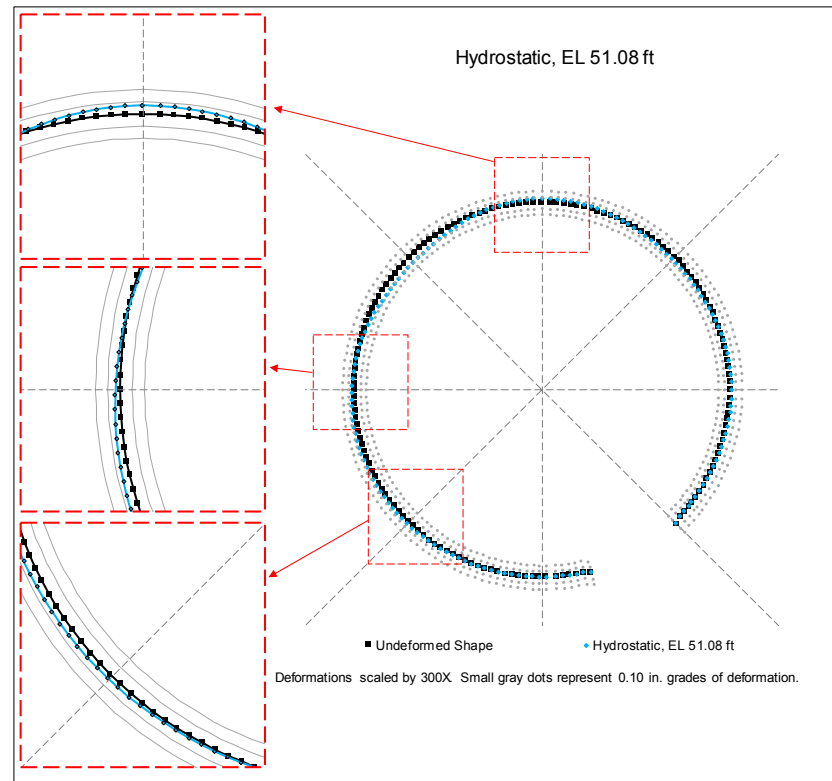 Hydrostatic, EL 51.08 ft
Undeformed Shape
Hydrostatic, EL 51.08 ft
Deformations scaled by 300X. Small gray dots represent 0.10 in. grades of deformation.